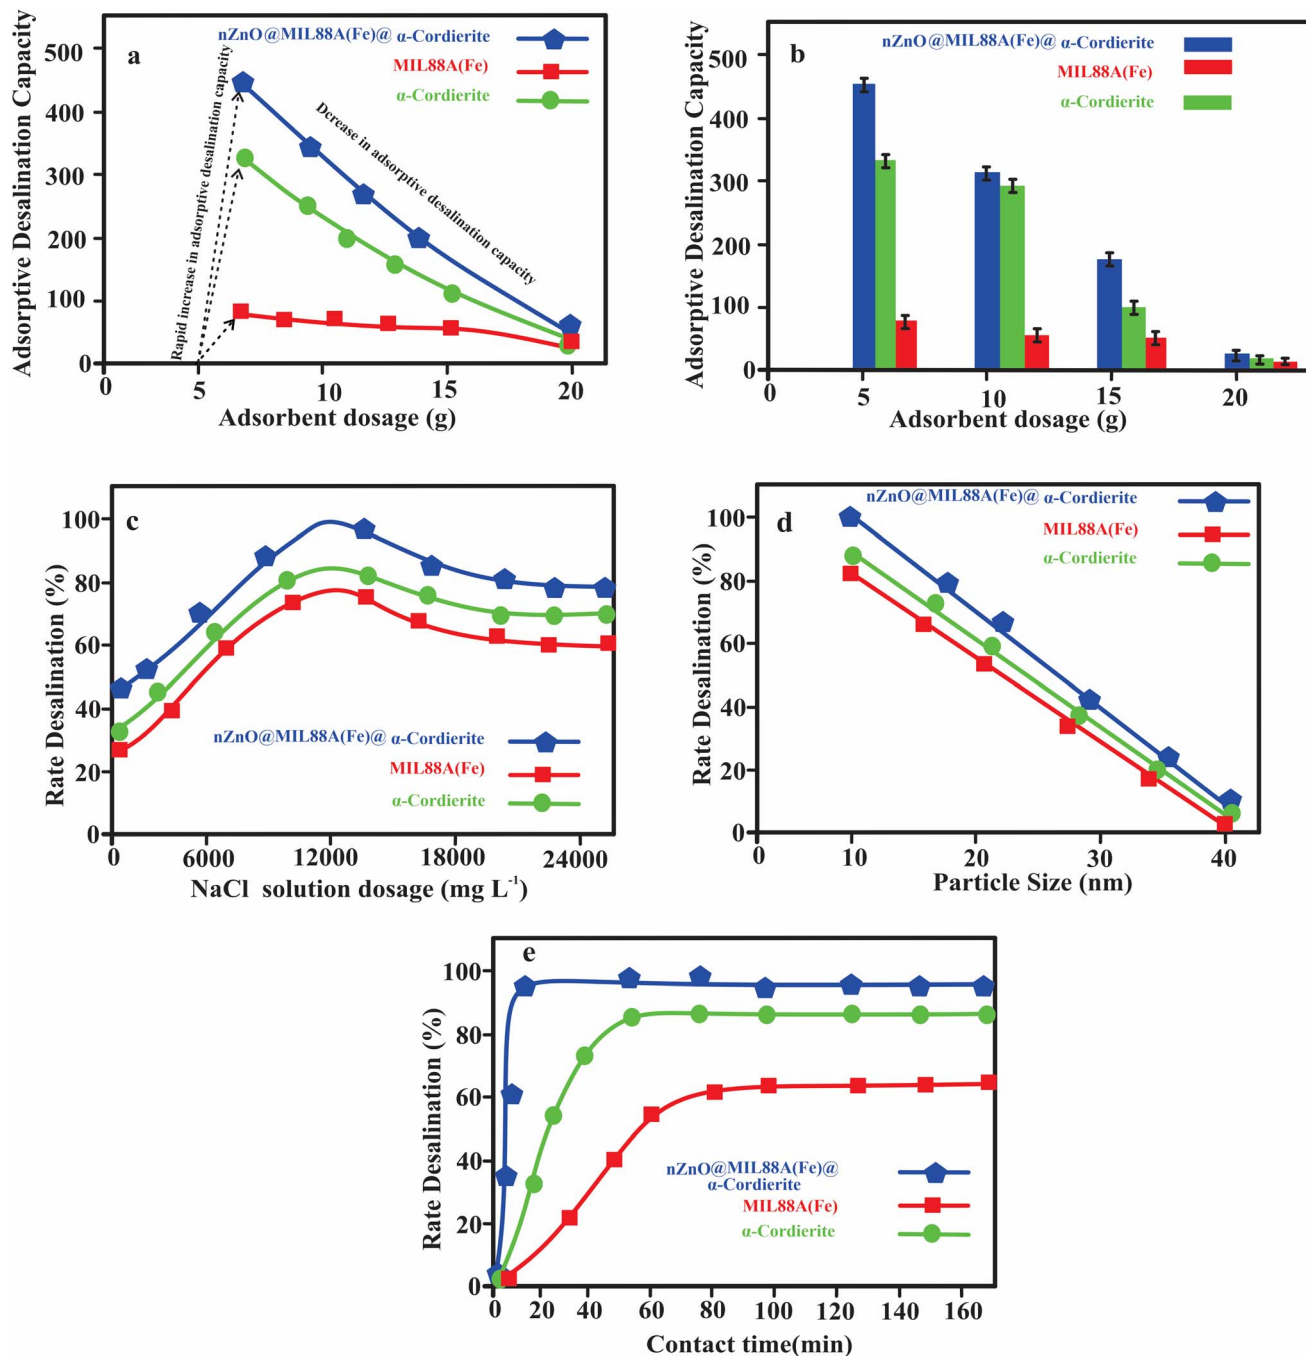 a
nZnO@MIL88A(Fe)@ α-Cordierite
MIL88A(Fe)
α-Cordierite
Rapid increase in adsorptive desalination capacity
Dcrease in adsorptive desalination capacity
Adsorptive Desalination Capacity
500
400
300
200
100
0
0 5 10 15 20
Adsorbent dosage (g)
b
nZnO@MIL88A(Fe)@ α-Cordierite
MIL88A(Fe)
α-Cordierite
Adsorptive Desalination Capacity
500
400
300
200
100
0
0 5 10 15 20
Adsorbent dosage (g)
c
Rate Desalination (%)
100
80
60
40
20
0
nZnO@MIL88A(Fe)@ α-Cordierite
MIL88A(Fe)
α-Cordierite
0 6000 12000 18000 24000
NaCl solution dosage (mg L⁻¹)
d
nZnO@MIL88A(Fe)@ α-Cordierite
MIL88A(Fe)
α-Cordierite
Rate Desalination (%)
100
80
60
40
20
0
0 10 20 30 40
Particle Size (nm)
e
Rate Desalination (%)
100
80
60
40
20
0
nZnO@MIL88A(Fe)@
α-Cordierite
MIL88A(Fe)
α-Cordierite
0 20 40 60 80 100 120 140 160
Contact time(min)